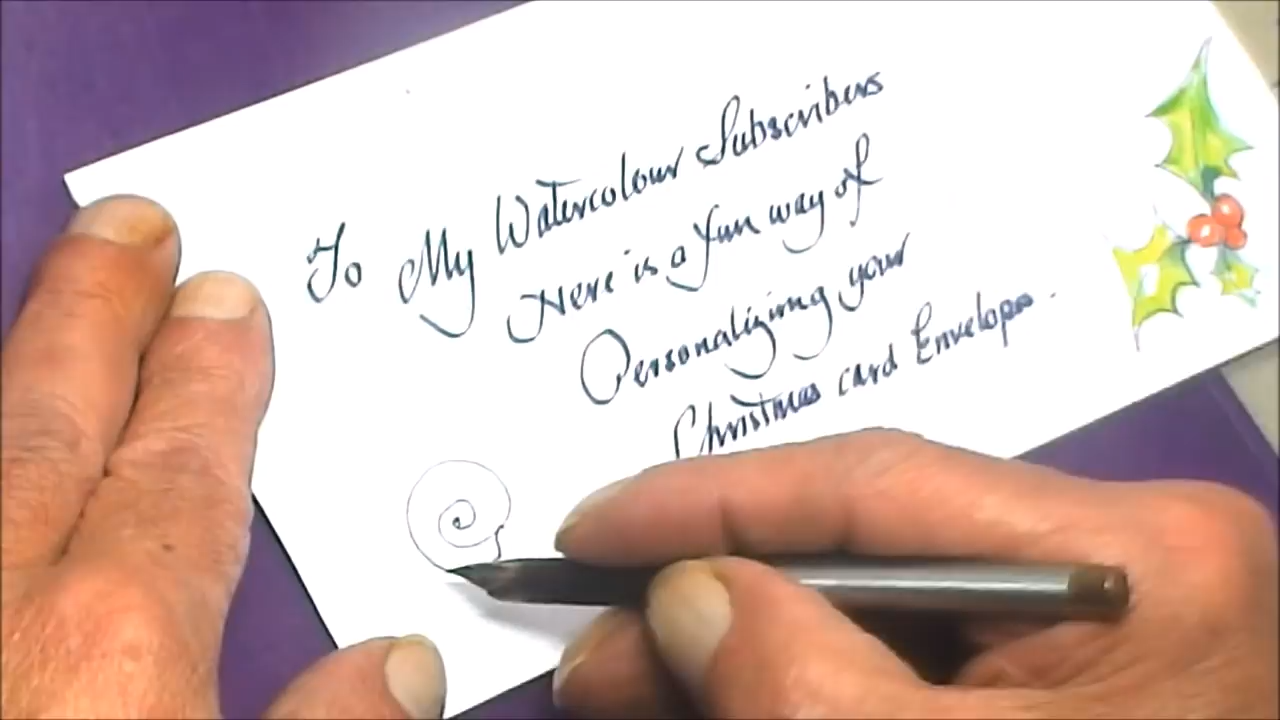 To My Watercolour Subscribers
Here is a fun way of
Personalizing your
Christmas card Envelope.